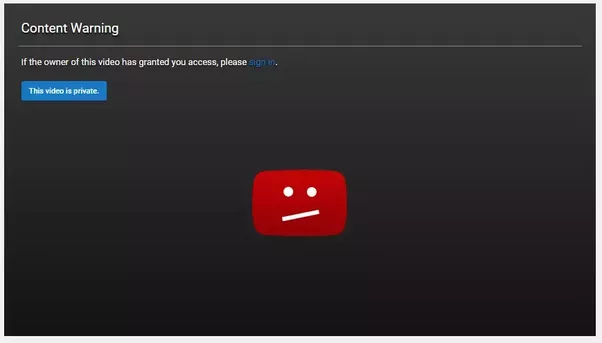 Content Warning
If the owner of this video has granted you access, please sign in.
This video is private.